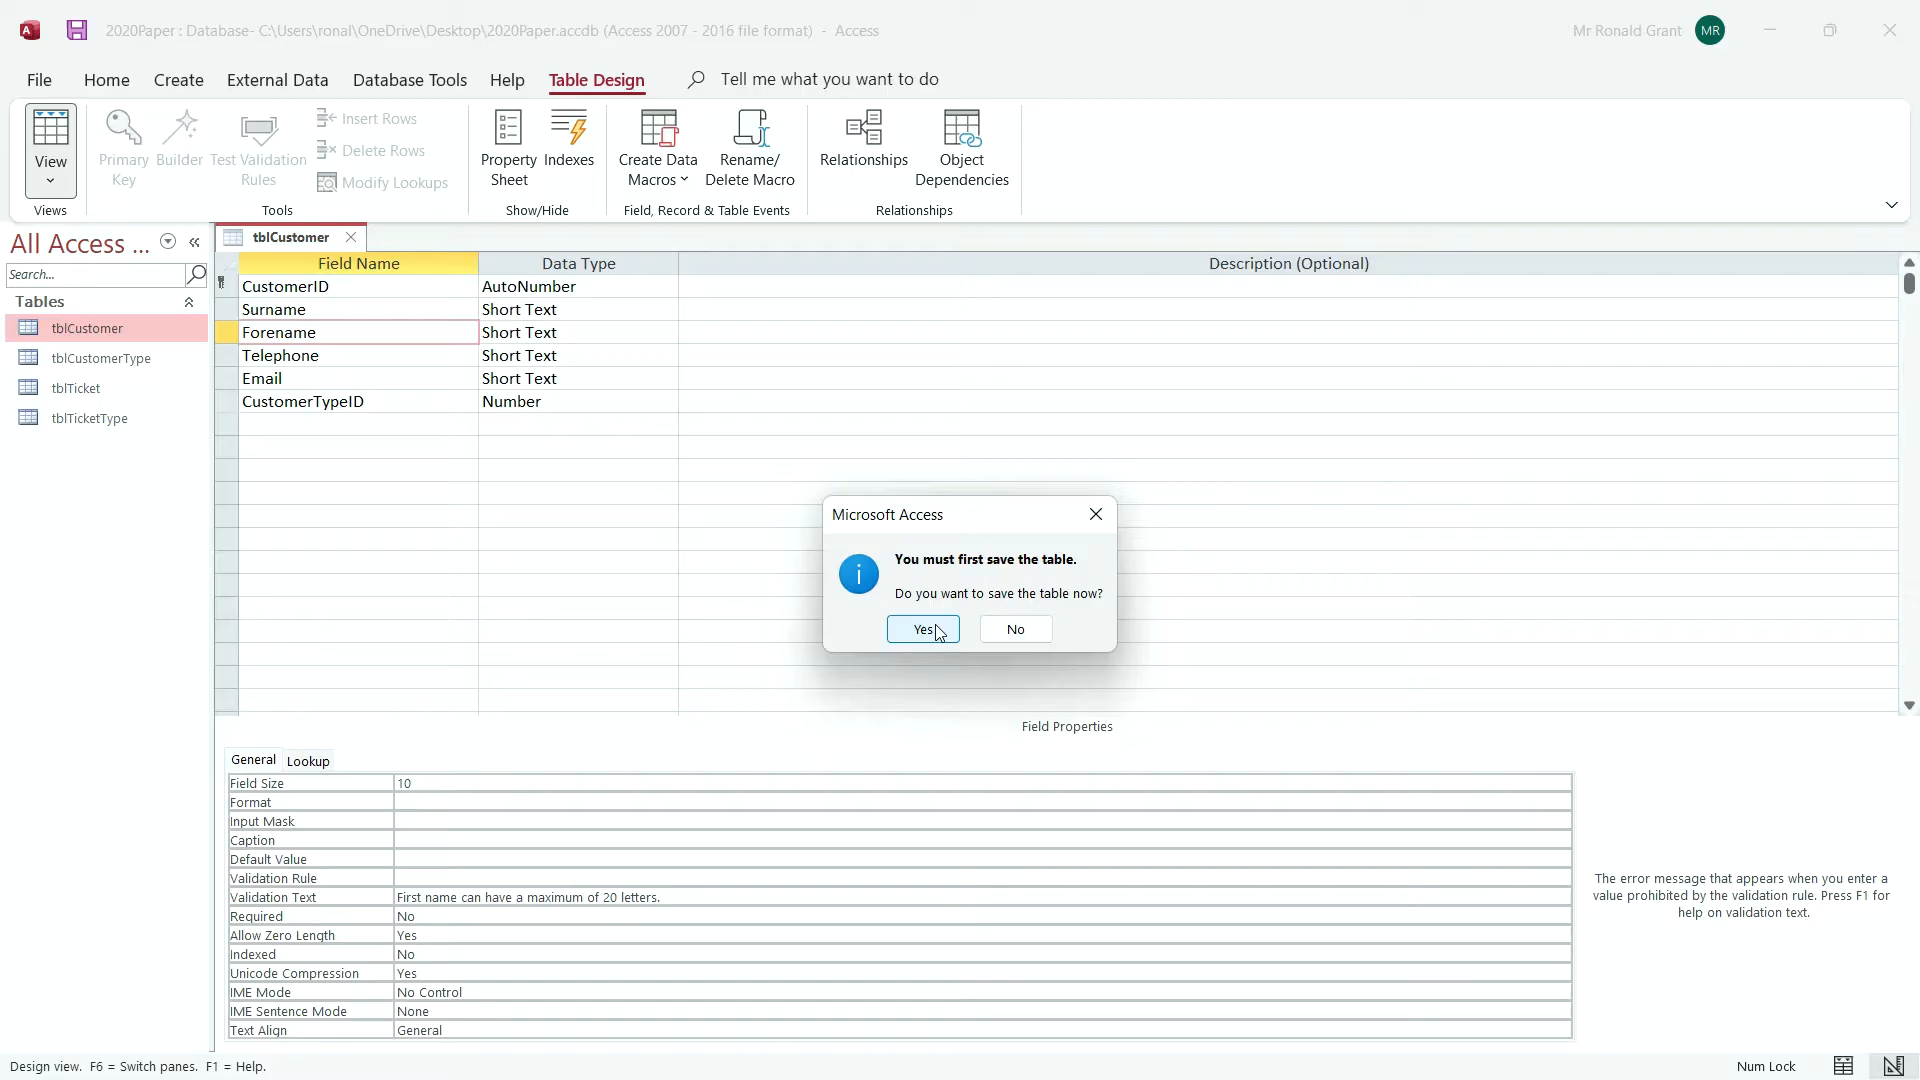 2020Paper : Database- C:\Users\ronal\OneDrive\Desktop\2020Paper.accdb (Access 2007 - 2016 file format) - Access
Mr Ronald Grant
MR
File Home Create External Data Database Tools Help Table Design Tell me what you want to do
View
Views
Primary Key
Builder
Test Validation Rules
Insert Rows
Delete Rows
Modify Lookups
Tools
Property Sheet
Indexes
Show/Hide
Create Data Macros
Rename/ Delete Macro
Field, Record & Table Events
Relationships
Object Dependencies
Relationships
All Access ...
Search...
Tables
tblCustomer
tblCustomerType
tblTicket
tblTicketType
tblCustomer
Field Name Data Type Description (Optional)
CustomerID AutoNumber
Surname Short Text
Forename Short Text
Telephone Short Text
Email Short Text
CustomerTypeID Number
Microsoft Access
You must first save the table.
Do you want to save the table now?
Yes No
Field Properties
General Lookup
Field Size 10
Format
Input Mask
Caption
Default Value
Validation Rule
Validation Text First name can have a maximum of 20 letters.
Required No
Allow Zero Length Yes
Indexed No
Unicode Compression Yes
IME Mode No Control
IME Sentence Mode None
Text Align General
The error message that appears when you enter a
value prohibited by the validation rule. Press F1 for
help on validation text.
Design view. F6 = Switch panes. F1 = Help.
Num Lock